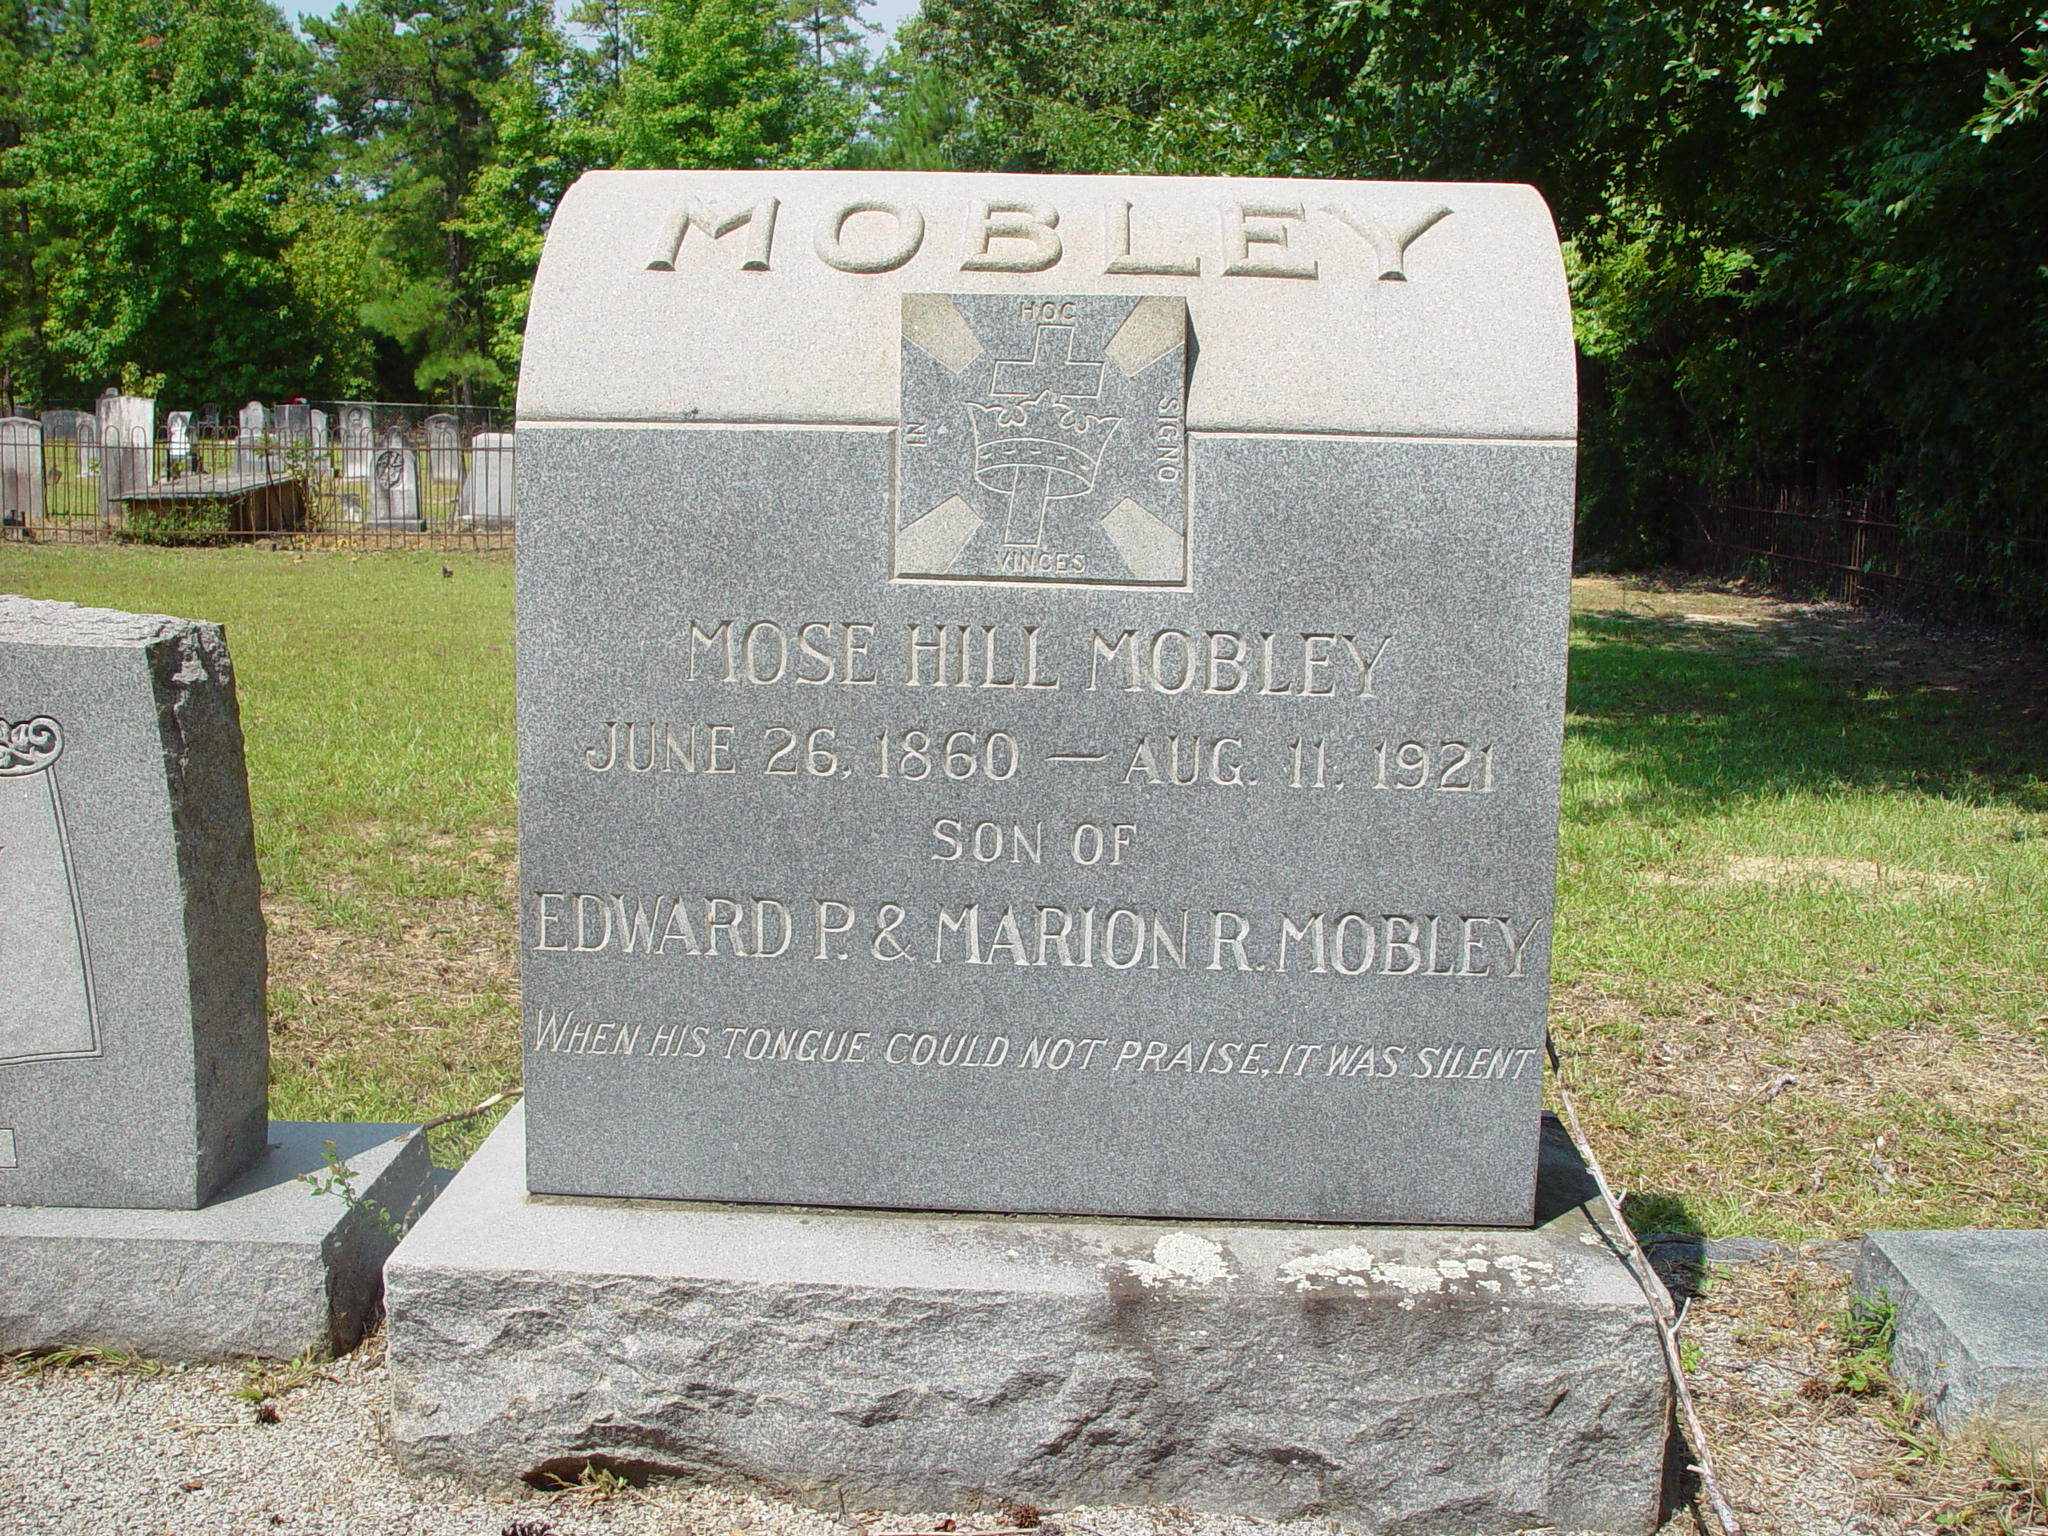 MOBLEY
IN HOC SIGNO VINCES
MOSE HILL MOBLEY
JUNE 26, 1860 — AUG. 11, 1921
SON OF
EDWARD P. & MARION R. MOBLEY
WHEN HIS TONGUE COULD NOT PRAISE, IT WAS SILENT